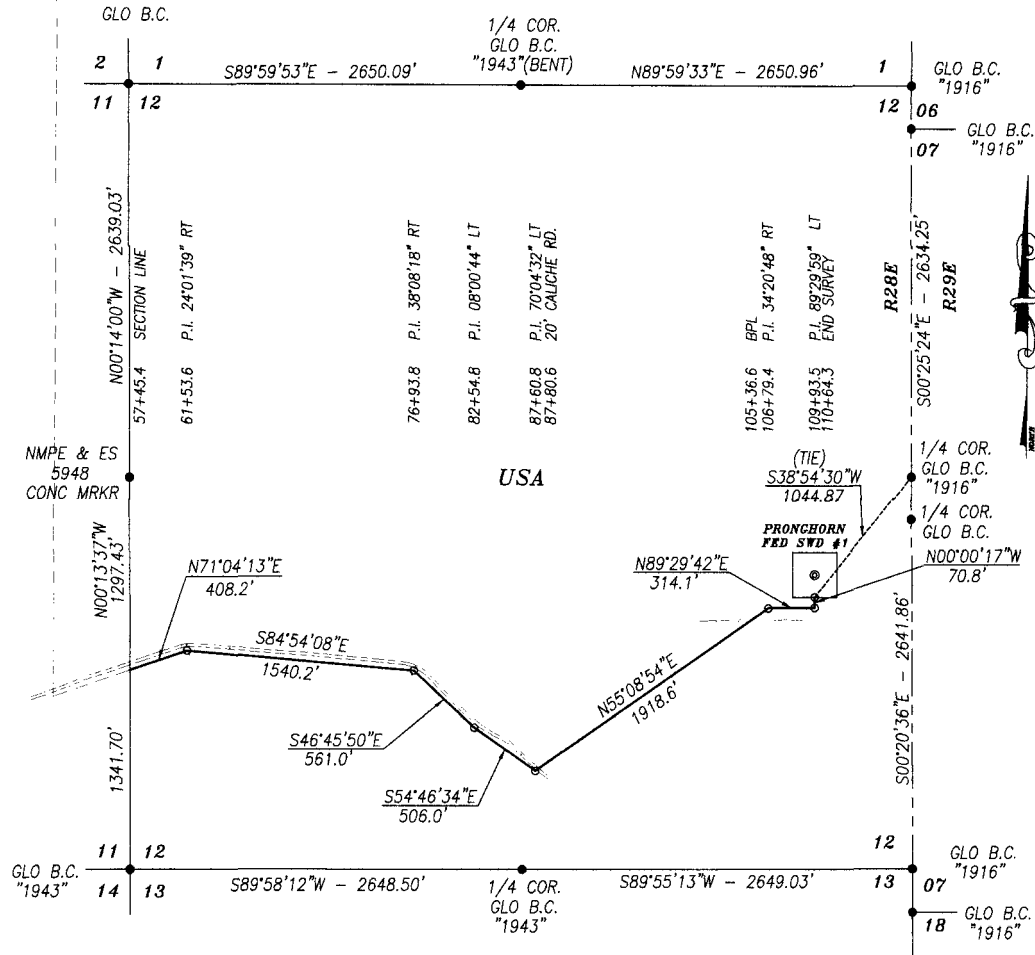 GLO B.C.
1/4 COR.
GLO B.C.
"1943" (BENT)
2 1
S89°59'53"E - 2650.09'
N89°59'33"E - 2650.96'
1
GLO B.C.
"1916"
11 12
12 06
07
GLO B.C.
"1916"
N00°14'00"W - 2639.03'
57+45.4 SECTION LINE
61+53.6 P.I. 24°01'39" RT
76+93.8 P.I. 38°08'18" RT
82+54.8 P.I. 08°00'44" LT
87+60.8 P.I. 70°04'32" LT
87+80.6 20' CALICHE RD.
105+36.6 BPL
106+79.4 P.I. 34°20'48" RT
109+93.5 P.I. 89°29'59" LT
110+64.3 END SURVEY
R28E
R29E
S00°25'24"E - 2634.25'
NORTH
NMPE & ES
5948
CONC MRKR
USA
(TIE)
S38°54'30"W
1044.87
1/4 COR.
GLO B.C.
"1916"
1/4 COR.
GLO B.C.
PRONGHORN
FED SWD #1
N00°13'37"W
1297.43'
N71°04'13"E
408.2'
N89°29'42"E
314.1'
N00°00'17"W
70.8'
S84°54'08"E
1540.2'
N55°08'54"E
1918.6'
S00°20'36"E - 2641.86'
1341.70'
S46°45'50"E
561.0'
S54°46'34"E
506.0'
11 12
12
GLO B.C.
"1916"
GLO B.C.
"1943"
14 13
S89°58'12"W - 2648.50'
1/4 COR.
GLO B.C.
"1943"
S89°55'13"W - 2649.03'
13 07
18
GLO B.C.
"1916"